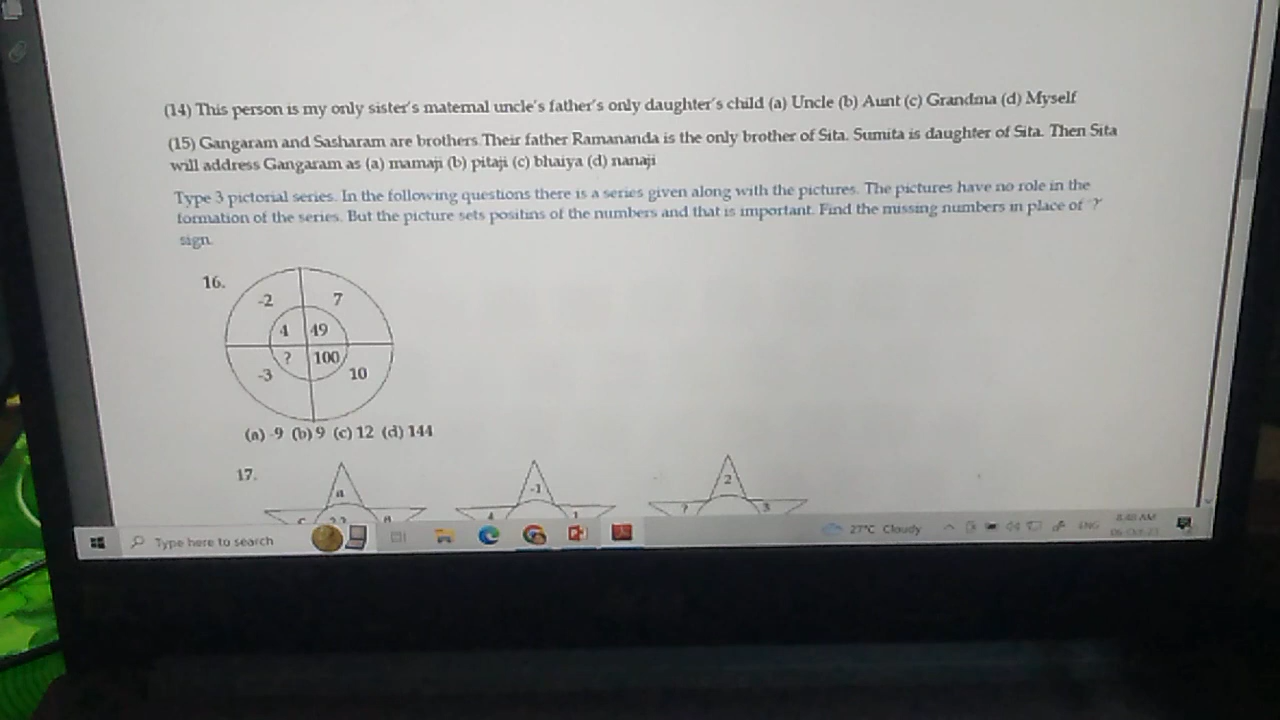 (14) This person is my only sister's maternal uncle's father's only daughter's child (a) Uncle (b) Aunt (c) Grandma (d) Myself
(15) Gangaram and Sasharam are brothers. Their father Ramananda is the only brother of Sita. Sumita is daughter of Sita. Then Sita
will address Gangaram as (a) mamaji (b) pitaji (c) bhaiya (d) nanaji
Type 3 pictorial series. In the following questions there is a series given along with the pictures. The pictures have no role in the
formation of the series. But the picture sets positins of the numbers and that is important. Find the missing numbers in place of '?'
sign.
16.
-2 7
4 49
? 100
-3 10
(a) -9 (b) 9 (c) 12 (d) 144
17.
a -1 2
4 1 ? 3
Type here to search
27°C Cloudy
ENG
8:48 AM